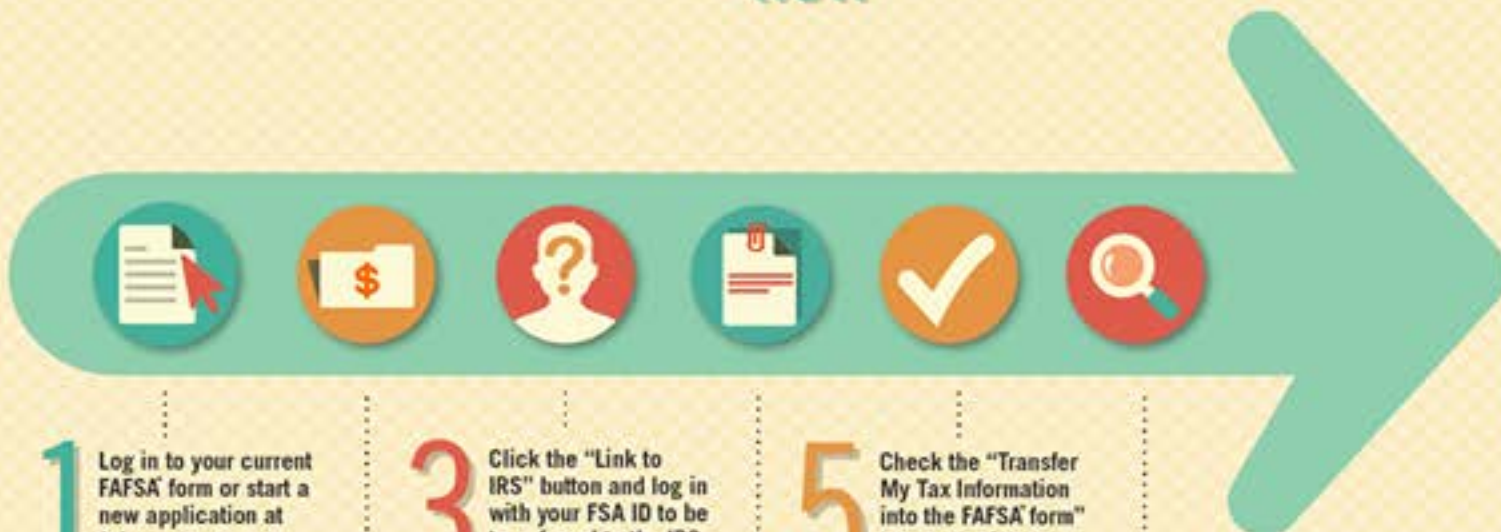 1
Log in to your current
FAFSA® form or start a
new application at
3
Click the “Link to
IRS” button and log in
with your FSA ID to be
5
Check the “Transfer
My Tax Information
into the FAFSA® form”